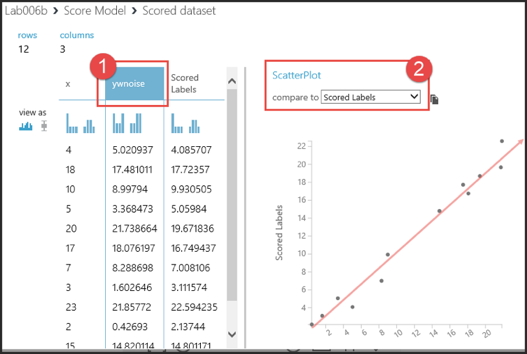 Lab006b > Score Model > Scored dataset
rows columns
12 3
1
2
x ywnoise Scored Labels
view as
4 5.020937 4.085707
18 17.481011 17.72357
10 8.99794 9.930505
5 3.368473 5.05984
20 21.738664 19.671836
17 18.076197 16.749437
7 8.288698 7.008106
3 1.602646 3.111574
23 21.85772 22.594235
2 0.42693 2.13744
15 14.820114 14.801171
ScatterPlot
compare to Scored Labels
Scored Labels
22
20
18
16
14
12
10
8
6
4
2 4 6 8 10 12 14 16 18 20